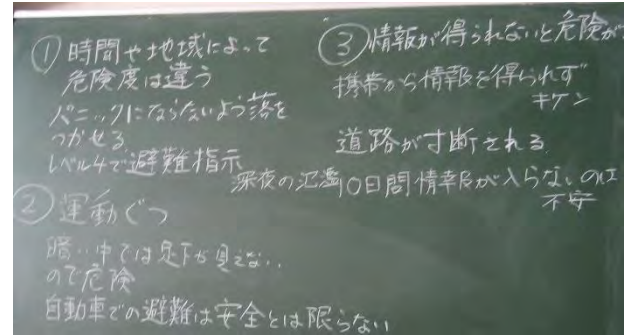 ① 時間や地域によって
危険度は違う
パニックにならないよう落を
つかせる
レベル4で避難指示
② 運動ぐつ
暗い中では足下が見えない
ので危険
自動車での避難は安全とは限らない
③ 情報が得られないと危険が
携帯から情報を得られず
キケン
道路が寸断される
深夜の氾濫
10日間情報が入らないのは
不安